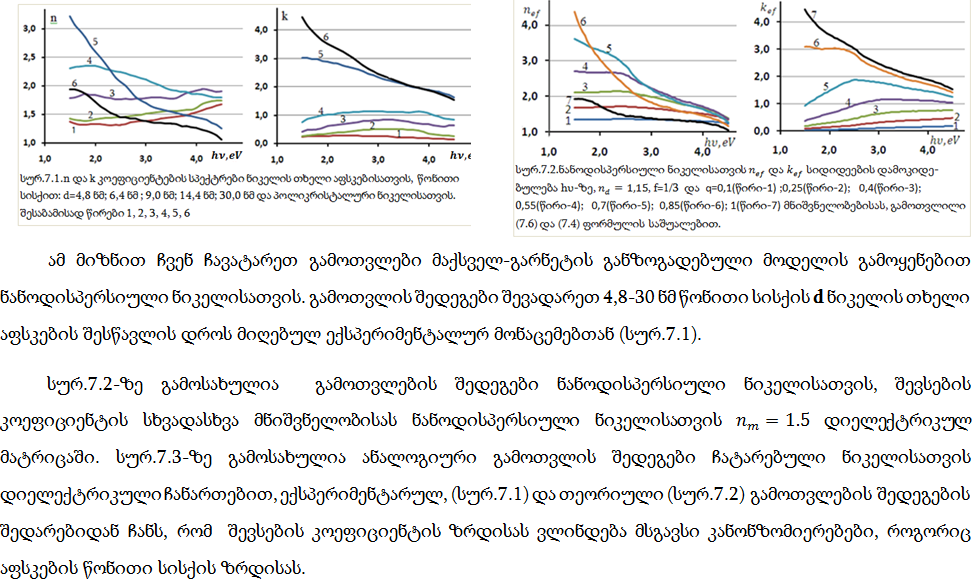 n
k
3,0
2,5
2,0
1,5
1,0
1,0 2,0 3,0 4,0
hν,eV
1 2 3 4 5 6
4,0
3,0
2,0
1,0
0,0
1,0 2,0 3,0 4,0
hν,eV
1 2 3 4 5 6
სურ.7.1.n და k კოეფიციენტების სპექტრები ნიკელის თხელი აფსკებისათვის, წონითი
სისქით: d=4,8 ნმ; 6,4 ნმ ; 9,0 ნმ; 14,4 ნმ; 30,0 ნმ და პოლიკრისტალური ნიკელისათვის.
შესაბამისად წირები 1, 2, 3, 4, 5, 6
n ef
k ef
4,0
3,0
2,0
1,0
1,0 2,0 3,0 4,0
hν,eV
1 2 3 4 5 6 7
4,0
3,0
2,0
1,0
0,0
1,0 2,0 3,0 4,0
hν,eV
1 2 3 4 5 6 7
სურ.7.2.ნანოდისპერსიული ნიკელისათვის n ef და k ef სიდიდეების დამოკიდე-
ბულება hυ-ზე, n d = 1,15, f=1/3 და q=0,1(წირი-1) ;0,25(წირი-2); 0,4(წირი-3);
0,55(წირი-4); 0,7(წირი-5); 0,85(წირი-6); 1(წირი-7) მნიშვნელობებისას, გამოთვლილი
(7.6) და (7.4) ფორმულის საშუალებით.
ამ მიზნით ჩვენ ჩავატარეთ გამოთვლები მაქსველ-გარნეტის განზოგადებული მოდელის გამოყენებით
ნანოდისპერსიული ნიკელისათვის. გამოთვლის შედეგები შევადარეთ 4,8-30 ნმ წონითი სისქის d ნიკელის თხელი
აფსკების შესწავლის დროს მიღებულ ექსპერიმენტალურ მონაცემებთან (სურ.7.1).
სურ.7.2-ზე გამოსახულია გამოთვლების შედეგები ნანოდისპერსიული ნიკელისათვის, შევსების
კოეფიციენტის სხვადასხვა მნიშვნელობისას ნანოდისპერსიული ნიკელისათვის n m = 1.5 დიელექტრიკულ
მატრიცაში. სურ.7.3-ზე გამოსახულია ანალოგიური გამოთვლის შედეგები ჩატარებული ნიკელისათვის
დიელექტრიკული ჩანართებით, ექსპერიმენტარულ, (სურ.7.1) და თეორიული (სურ.7.2) გამოთვლების შედეგების
შედარებიდან ჩანს, რომ შევსების კოეფიციენტის ზრდისას ვლინდება მსგავსი კანონზომიერებები, როგორიც
აფსკების წონითი სისქის ზრდისას.